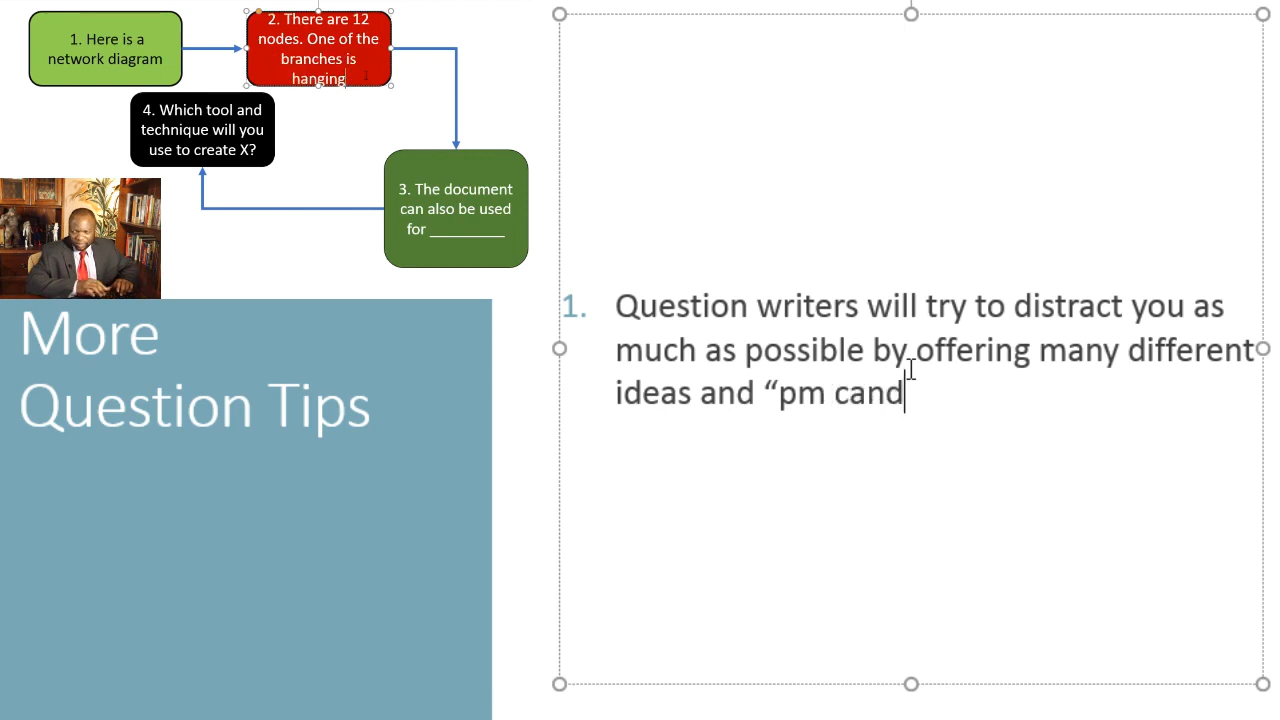 1. Here is a
network diagram
2. There are 12
nodes. One of the
branches is
hanging
3. The document
can also be used
for _________
4. Which tool and
technique will you
use to create X?
More
Question Tips
1. Question writers will try to distract you as
much as possible by offering many different
ideas and “pm cand